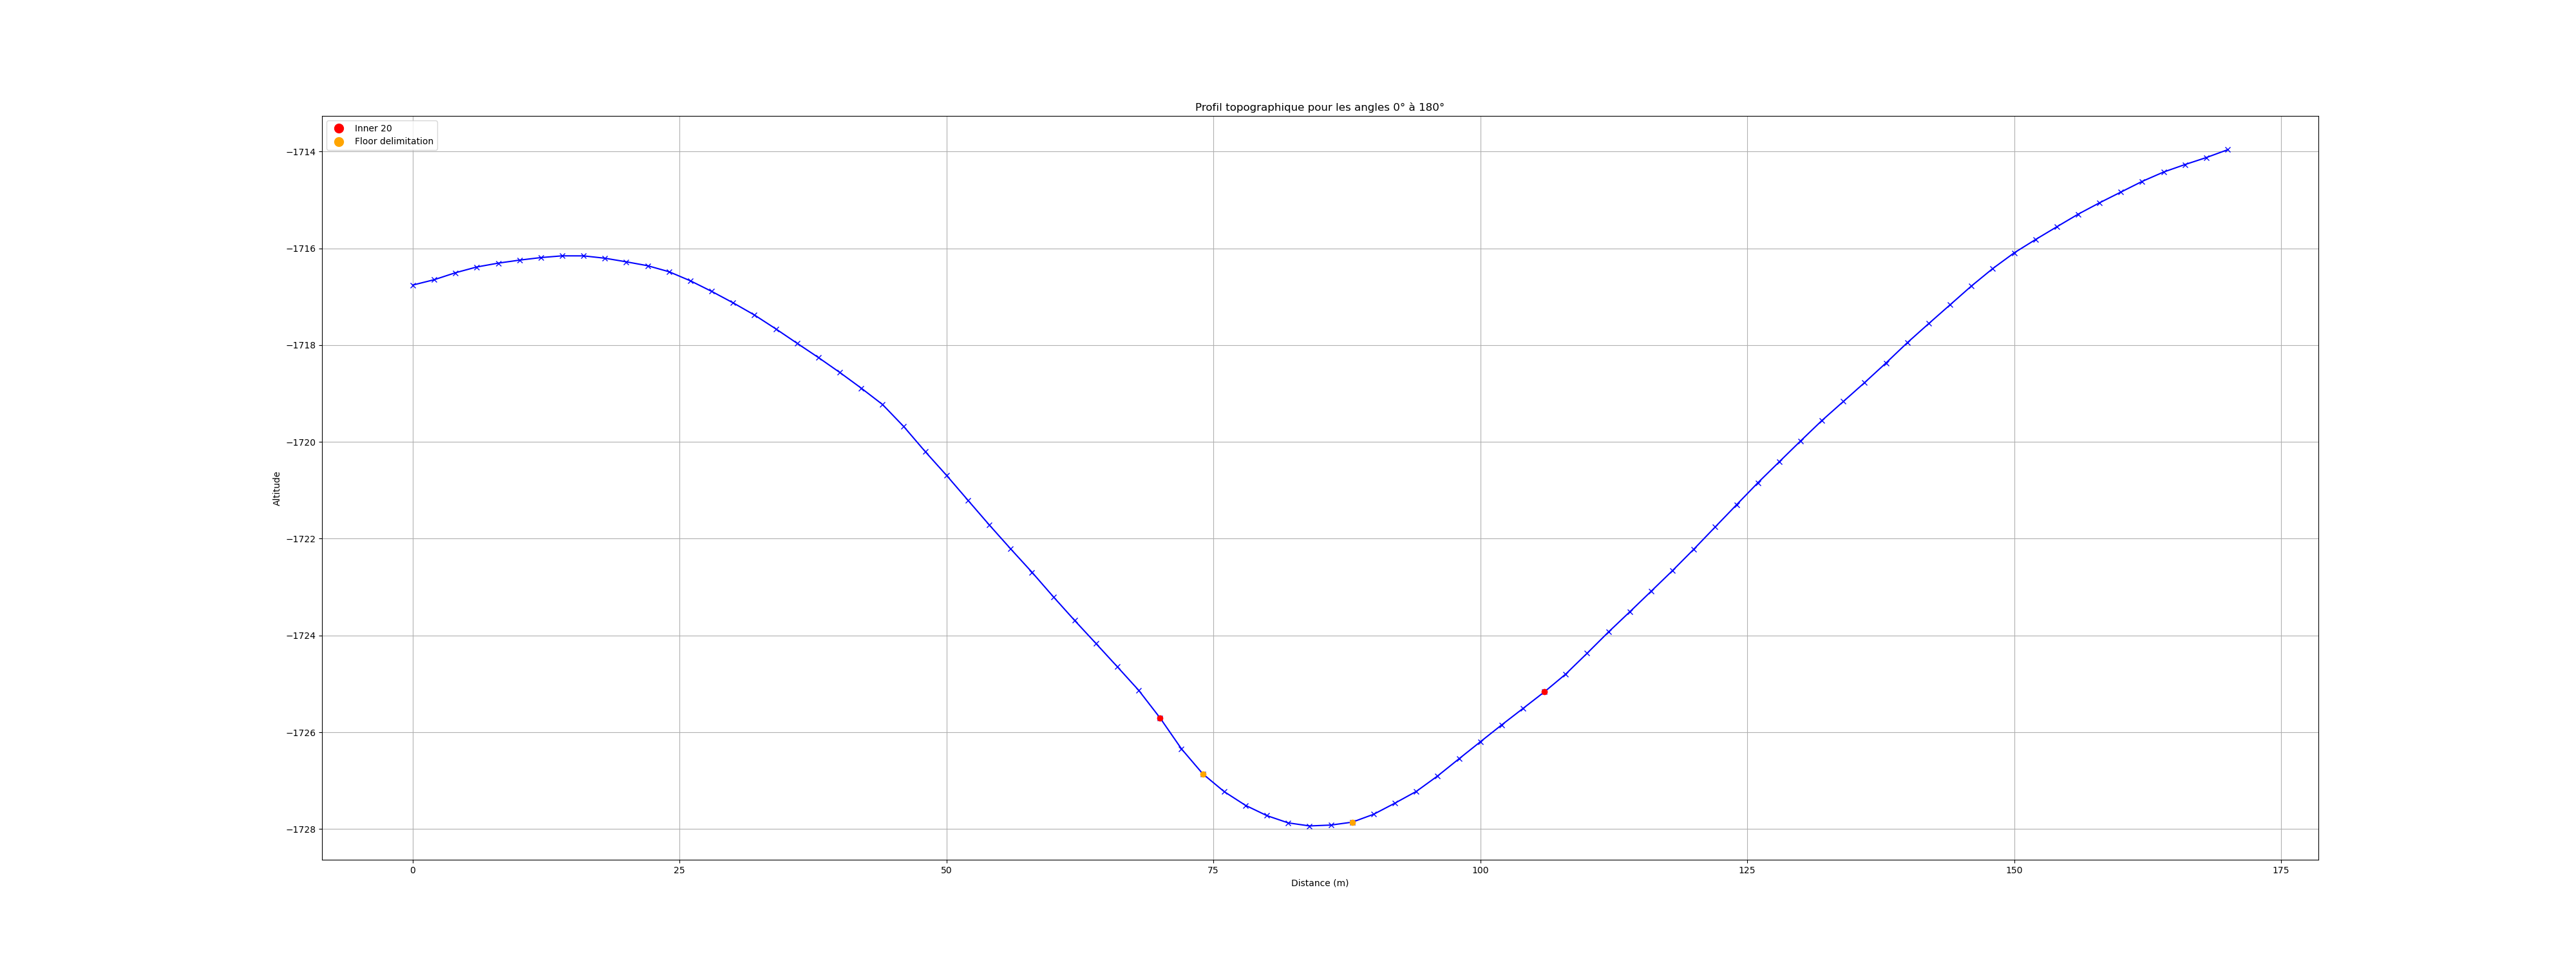 Profil topographique pour les angles 0° à 180°
Inner 20
Floor delimitation
−1714
−1716
−1718
−1720
−1722
−1724
−1726
−1728
Altitude
0 25 50 75 100 125 150 175
Distance (m)